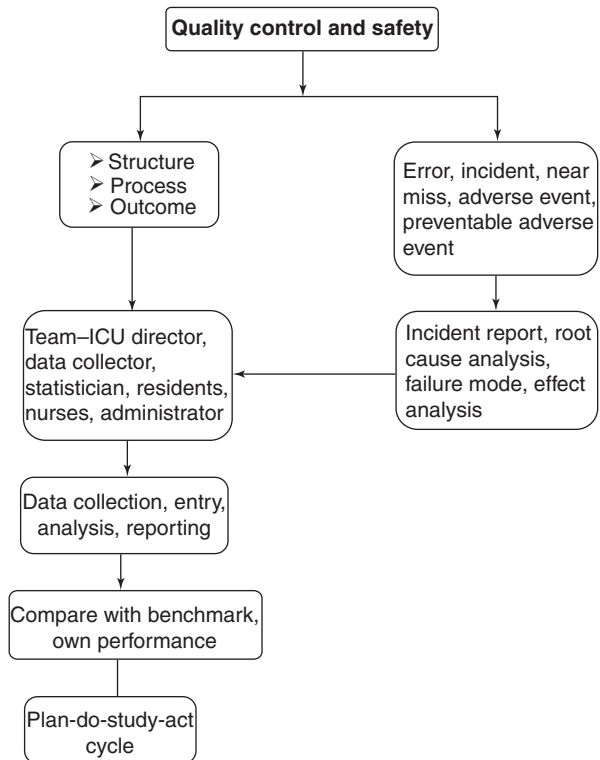 Quality control and safety
➢ Structure
➢ Process
➢ Outcome
Error, incident, near
miss, adverse event,
preventable adverse
event
Team–ICU director,
data collector,
statistician, residents,
nurses, administrator
Incident report, root
cause analysis,
failure mode, effect
analysis
Data collection, entry,
analysis, reporting
Compare with benchmark,
own performance
Plan-do-study-act
cycle